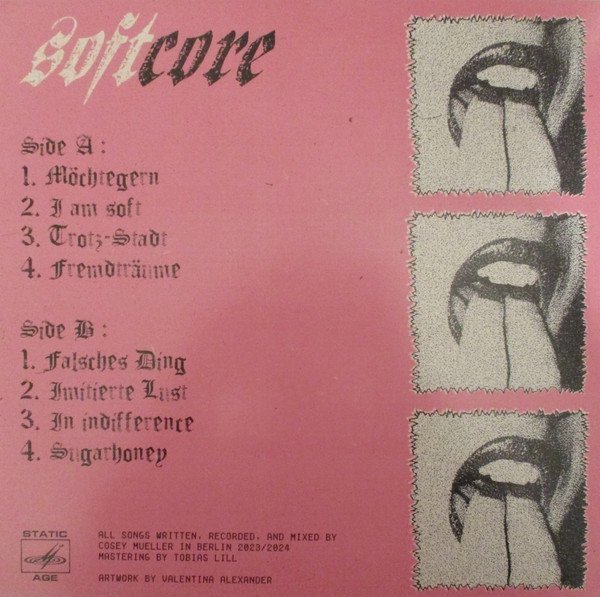 softcore
Side A:
1. Möchtegern
2. I am soft
3. Trotz-Stadt
4. Fremdträume
Side B:
1. Falsches Ding
2. Imitierte Lust
3. In indifference
4. Sugarhoney
STATIC
AGE
ALL SONGS WRITTEN, RECORDED, AND MIXED BY
COSEY MUELLER IN BERLIN 2023/2024
MASTERING BY TOBIAS LILL
ARTWORK BY VALENTINA ALEXANDER